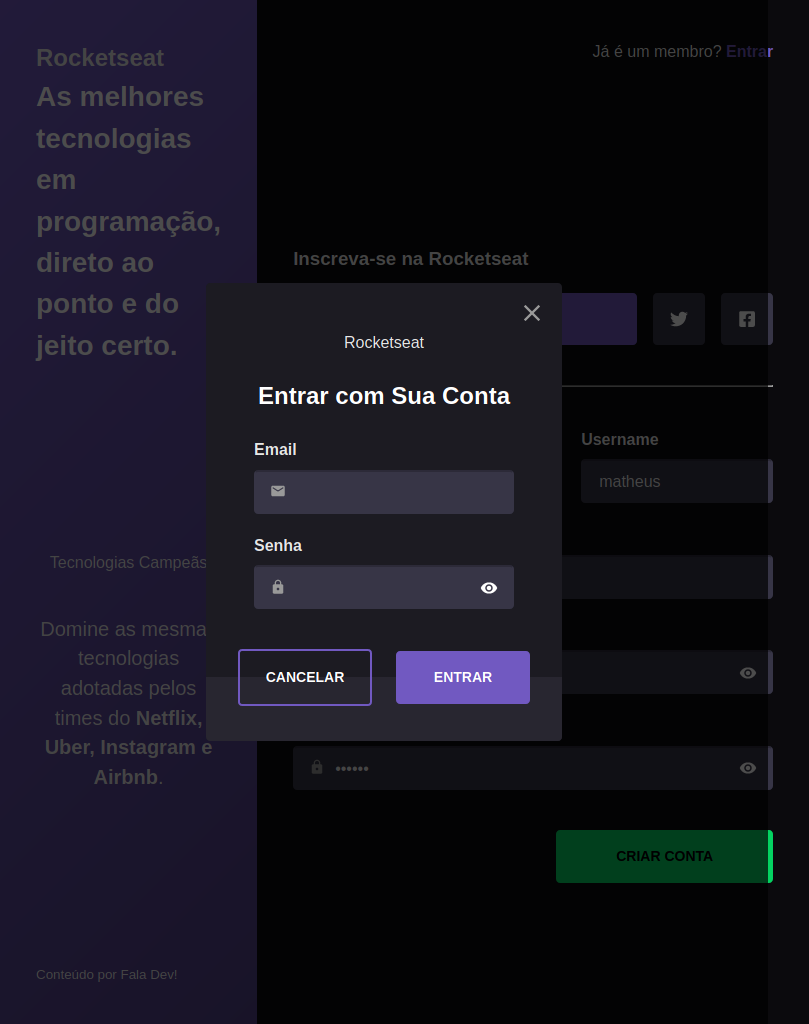 Rocketseat
As melhores
tecnologias
em
programação,
direto ao
ponto e do
jeito certo.
Tecnologias Campeãs
Domine as mesma
tecnologias
adotadas pelos
times do Netflix,
Uber, Instagram e
Airbnb.
Conteúdo por Fala Dev!
Já é um membro? Entrar
Inscreva-se na Rocketseat
Username
matheus
••••••
CRIAR CONTA
Rocketseat
Entrar com Sua Conta
Email
Senha
CANCELAR
ENTRAR